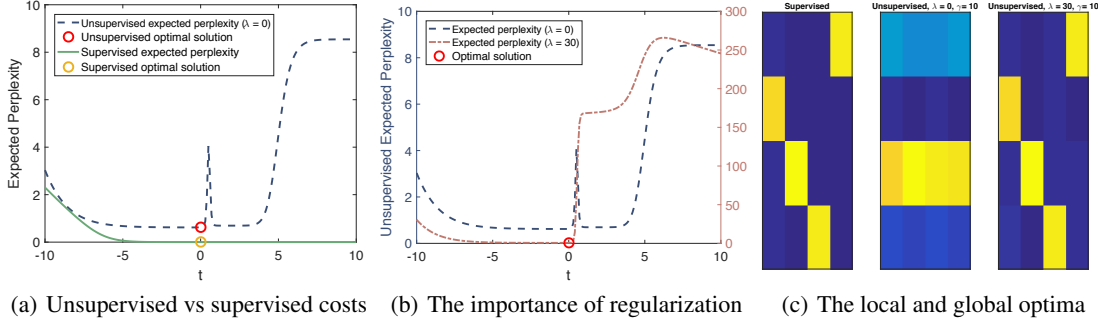 10
8
6
4
2
0
Expected Perplexity
-10 -5 0 5 10
t
Unsupervised expected perplexity (λ = 0)
Unsupervised optimal solution
Supervised expected perplexity
Supervised optimal solution
(a) Unsupervised vs supervised costs
10
8
6
4
2
0
Unsupervised Expected Perplexity
-10 -5 0 5 10
t
300
250
200
150
100
50
0
Expected perplexity (λ = 0)
Expected perplexity (λ = 30)
Optimal solution
(b) The importance of regularization
Supervised
Unsupervised, λ = 0, γ= 10
Unsupervised, λ = 30, γ= 10
(c) The local and global optima